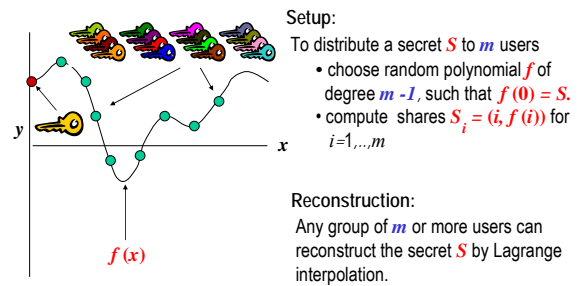 Setup:
To distribute a secret S to m users
• choose random polynomial f of
degree m -1, such that f (0) = S.
• compute shares S_i = (i, f (i)) for
i=1,..,m
y
x
f (x)
Reconstruction:
Any group of m or more users can
reconstruct the secret S by Lagrange
interpolation.